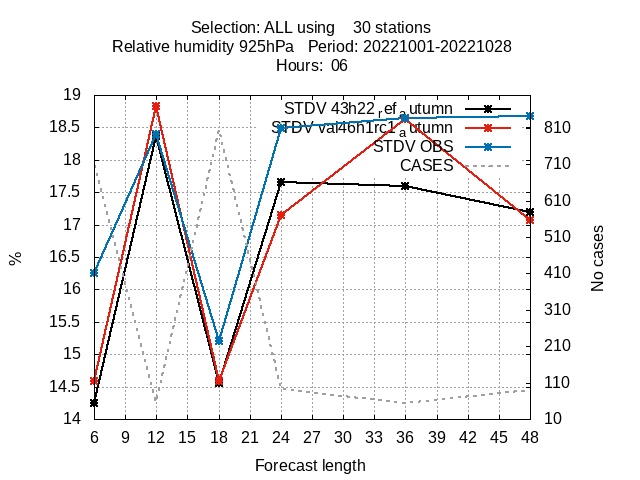 Selection: ALL using 30 stations
Relative humidity 925hPa Period: 20221001-20221028
Hours: 06
19
18.5
18
17.5
17
16.5
16
15.5
15
14.5
14
%
STDV 43h22_ref_autumn
STDV val46h1rc1_autumn
STDV OBS
CASES
810
710
610
510
410
310
210
110
10
No cases
6 9 12 15 18 21 24 27 30 33 36 39 42 45 48
Forecast length